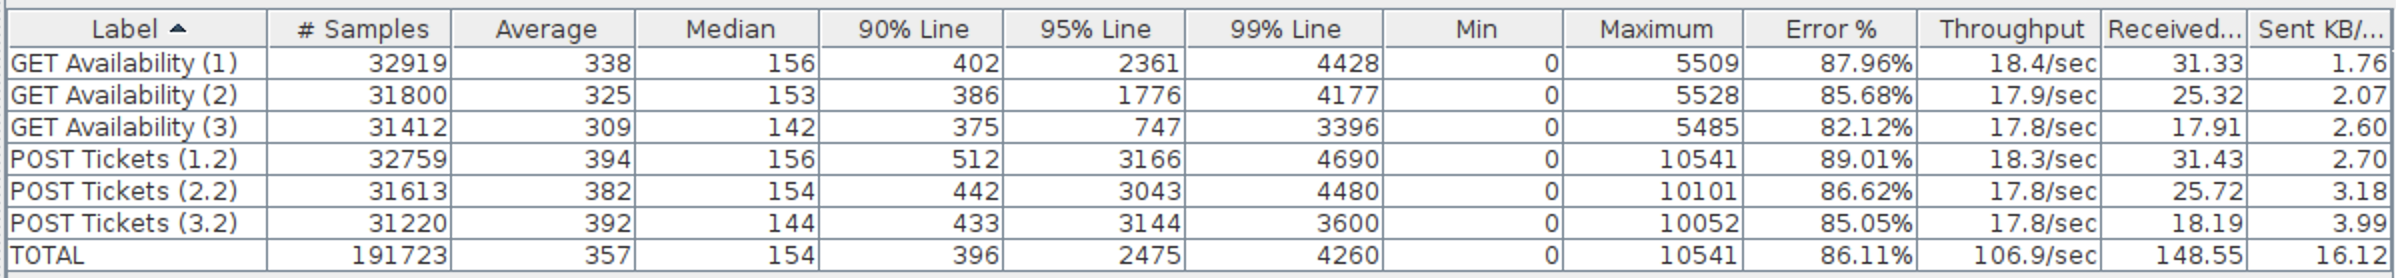 Label # Samples Average Median 90% Line 95% Line 99% Line Min Maximum Error % Throughput Received... Sent KB/...
GET Availability (1) 32919 338 156 402 2361 4428 0 5509 87.96% 18.4/sec 31.33 1.76
GET Availability (2) 31800 325 153 386 1776 4177 0 5528 85.68% 17.9/sec 25.32 2.07
GET Availability (3) 31412 309 142 375 747 3396 0 5485 82.12% 17.8/sec 17.91 2.60
POST Tickets (1.2) 32759 394 156 512 3166 4690 0 10541 89.01% 18.3/sec 31.43 2.70
POST Tickets (2.2) 31613 382 154 442 3043 4480 0 10101 86.62% 17.8/sec 25.72 3.18
POST Tickets (3.2) 31220 392 144 433 3144 3600 0 10052 85.05% 17.8/sec 18.19 3.99
TOTAL 191723 357 154 396 2475 4260 0 10541 86.11% 106.9/sec 148.55 16.12